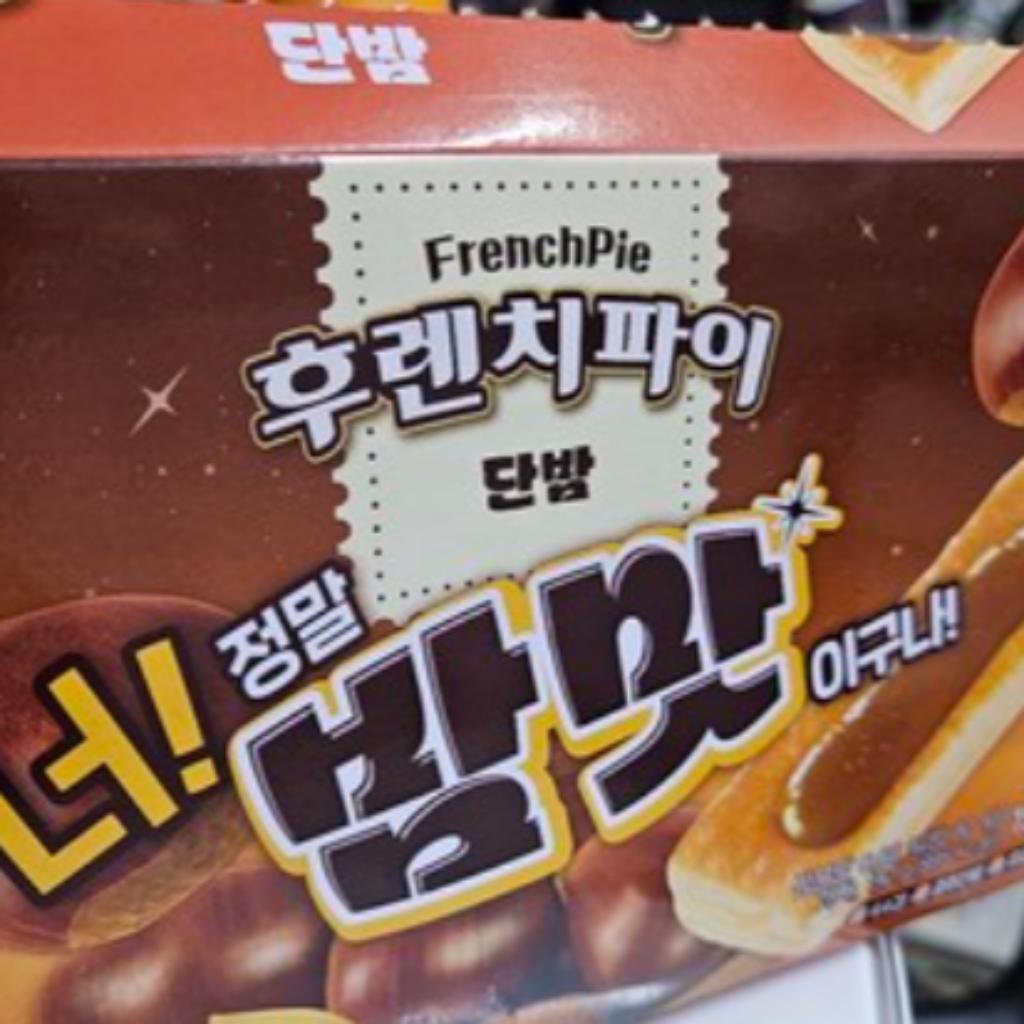 단밤
FrenchPie
후렌치파이
단밤
너! 정말 밤맛이구나!